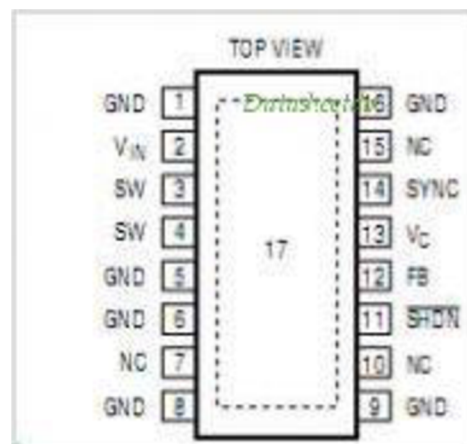 TOP VIEW
GND 1 16 GND
VIN 2 15 NC
SW 3 14 SYNC
SW 4 13 VC
17
GND 5 12 FB
GND 6 11 SHDN
NC 7 10 NC
GND 8 9 GND